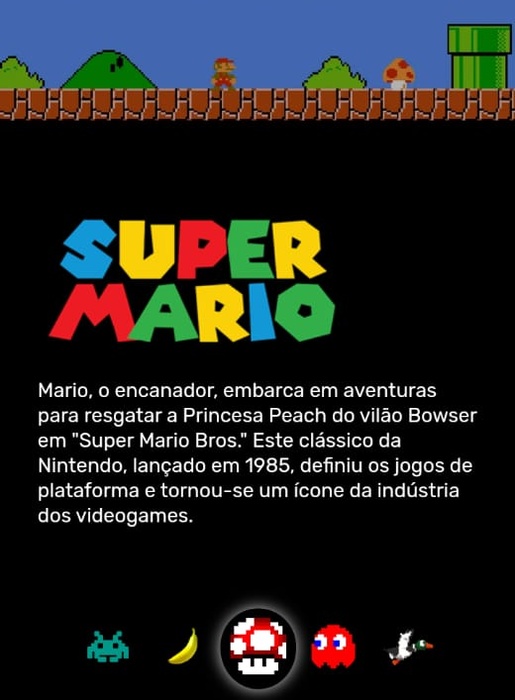 SUPER
MARIO
Mario, o encanador, embarca em aventuras
para resgatar a Princesa Peach do vilão Bowser
em "Super Mario Bros." Este clássico da
Nintendo, lançado em 1985, definiu os jogos de
plataforma e tornou-se um ícone da indústria
dos videogames.